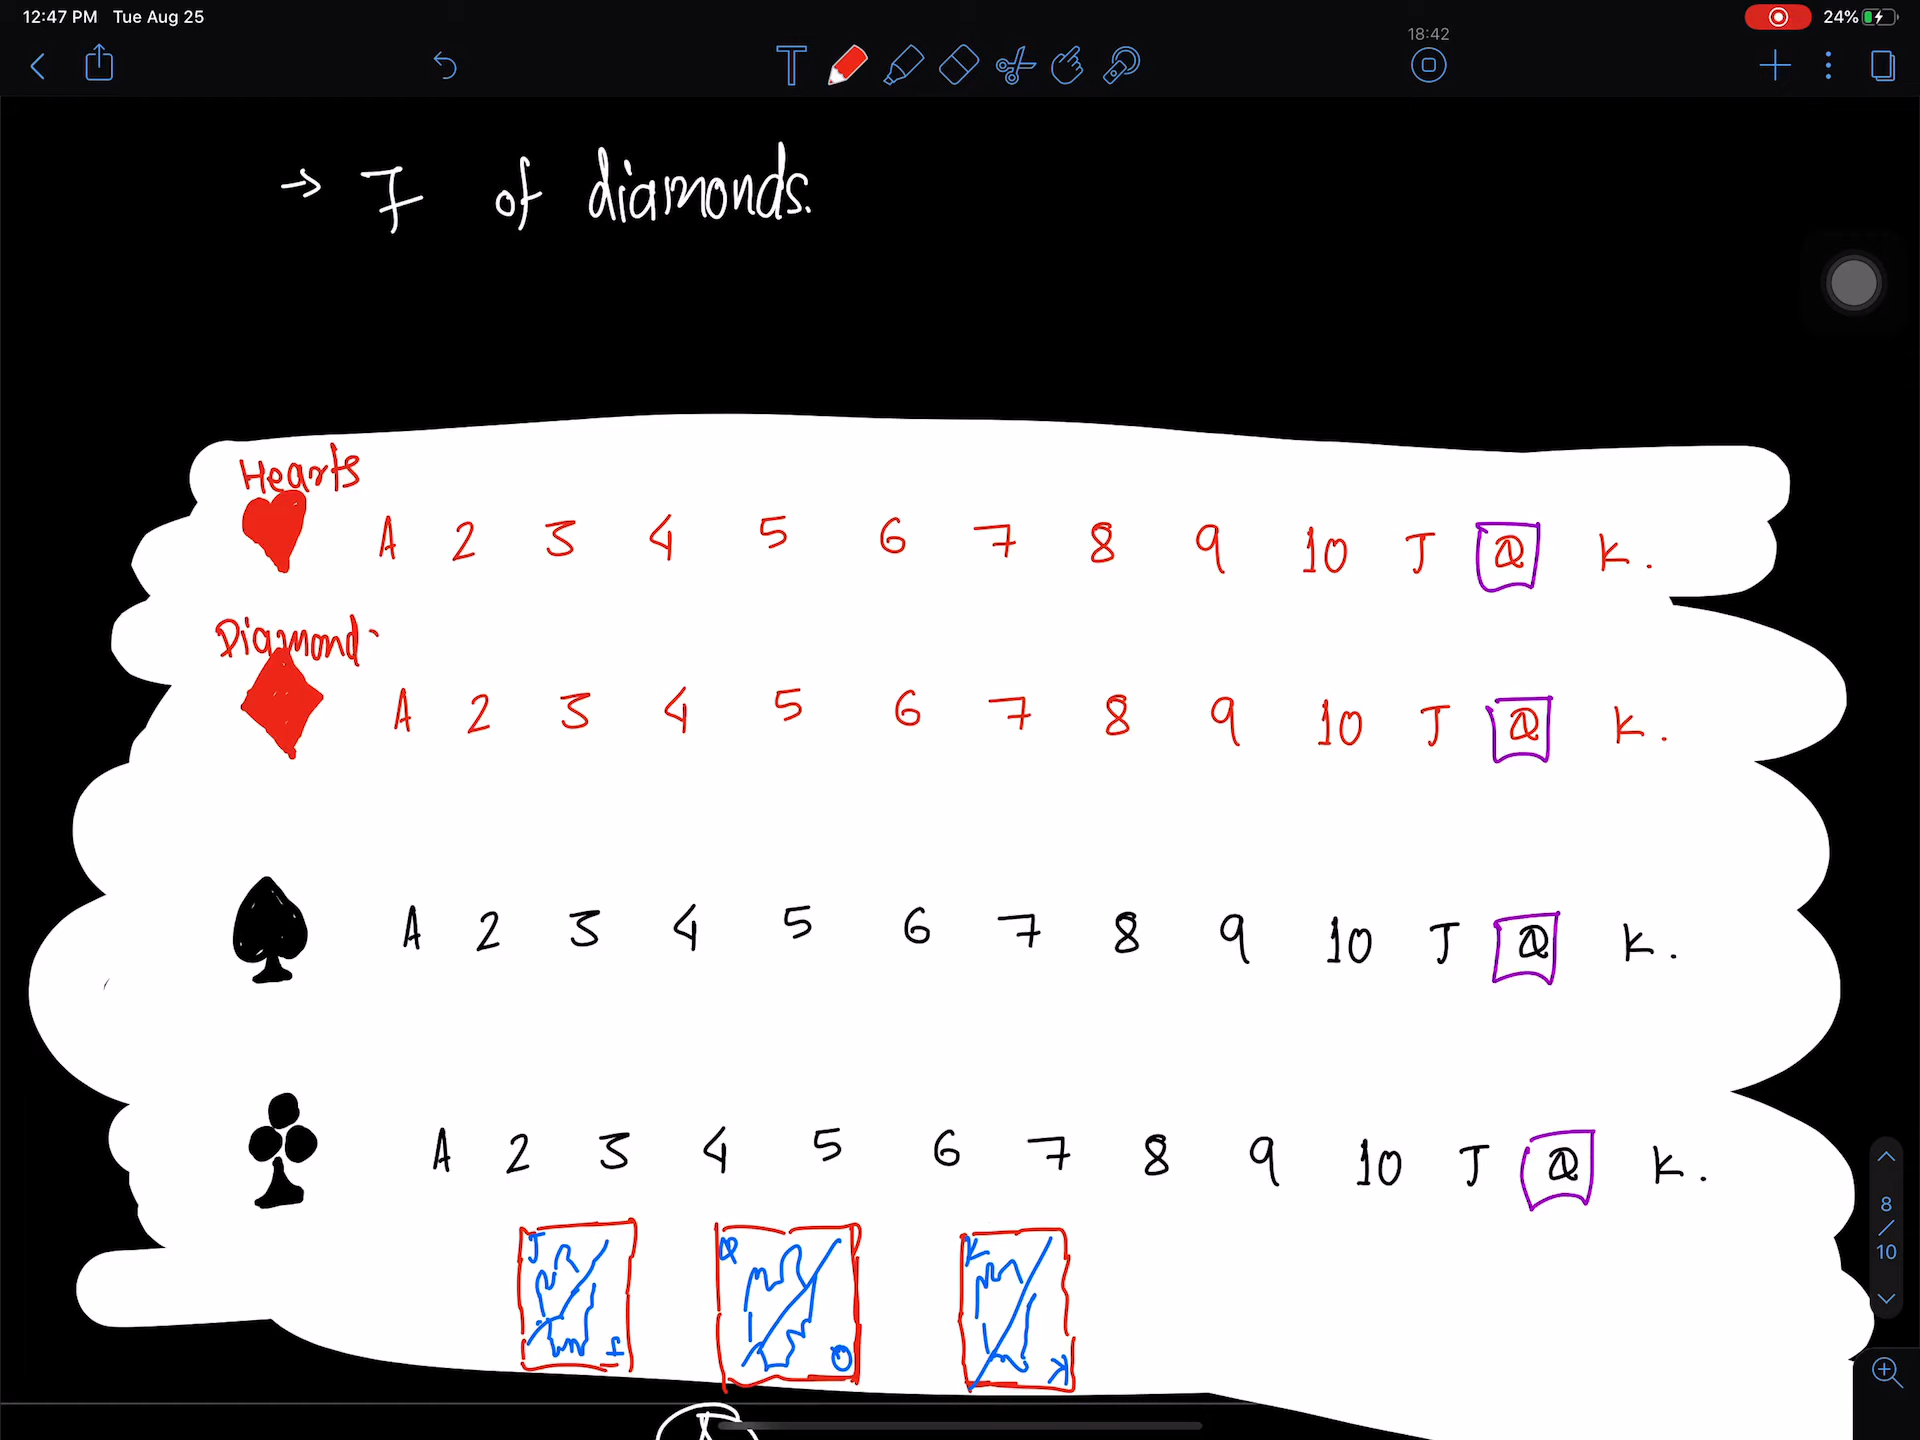 12:47 PM Tue Aug 25
24%
18:42
T
→ 7 of diamonds.
Hearts
A 2 3 4 5 6 7 8 9 10 J Q K.
Diamond
A 2 3 4 5 6 7 8 9 10 J Q K.
A 2 3 4 5 6 7 8 9 10 J Q K.
A 2 3 4 5 6 7 8 9 10 J Q K.
J Q K
J Q K
8
/
10